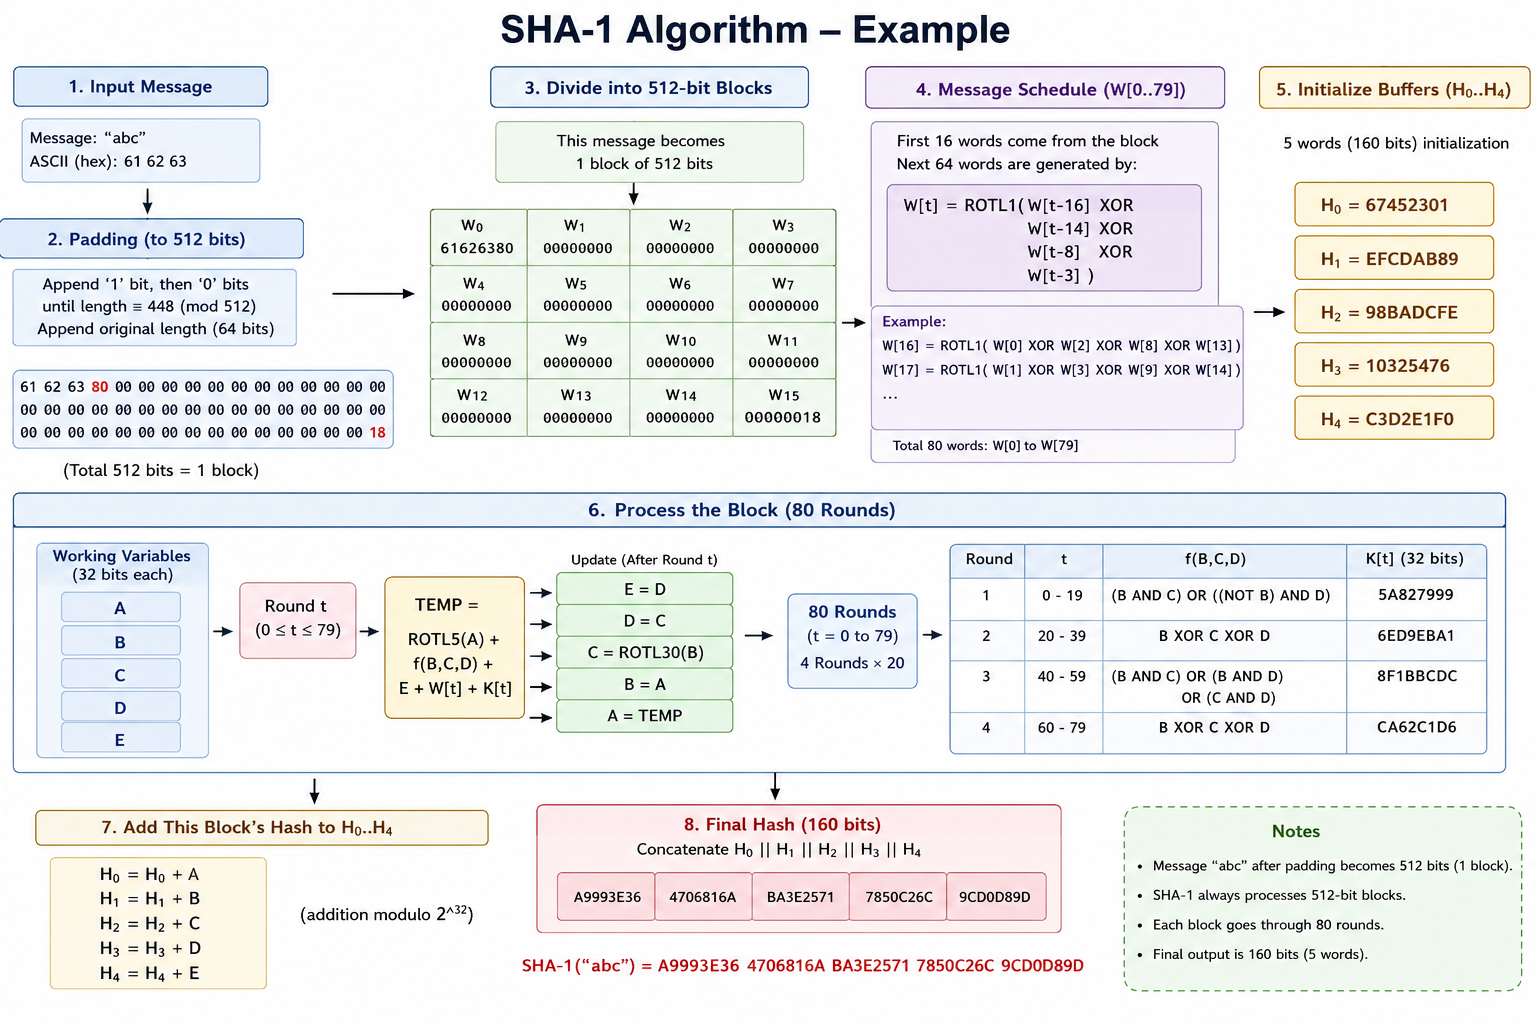 SHA-1 Algorithm – Example
1. Input Message
Message: “abc”
ASCII (hex): 61 62 63
2. Padding (to 512 bits)
Append ‘1’ bit, then ‘0’ bits
until length ≡ 448 (mod 512)
Append original length (64 bits)
61 62 63 80 00 00 00 00 00 00 00 00 00 00 00 00
00 00 00 00 00 00 00 00 00 00 00 00 00 00 00 00
00 00 00 00 00 00 00 00 00 00 00 00 00 00 00 18
(Total 512 bits = 1 block)
3. Divide into 512-bit Blocks
This message becomes
1 block of 512 bits
W₀ W₁ W₂ W₃
61626380 00000000 00000000 00000000
W₄ W₅ W₆ W₇
00000000 00000000 00000000 00000000
W₈ W₉ W₁₀ W₁₁
00000000 00000000 00000000 00000000
W₁₂ W₁₃ W₁₄ W₁₅
00000000 00000000 00000000 00000018
4. Message Schedule (W[0..79])
First 16 words come from the block
Next 64 words are generated by:
W[t] = ROTL1( W[t-16] XOR
W[t-14] XOR
W[t-8] XOR
W[t-3] )
Example:
W[16] = ROTL1( W[0] XOR W[2] XOR W[8] XOR W[13] )
W[17] = ROTL1( W[1] XOR W[3] XOR W[9] XOR W[14] )
...
Total 80 words: W[0] to W[79]
5. Initialize Buffers (H₀..H₄)
5 words (160 bits) initialization
H₀ = 67452301
H₁ = EFCDAB89
H₂ = 98BADCFE
H₃ = 10325476
H₄ = C3D2E1F0
6. Process the Block (80 Rounds)
Working Variables
(32 bits each)
A
B
C
D
E
Round t
(0 ≤ t ≤ 79)
TEMP =
ROTL5(A) +
f(B,C,D) +
E + W[t] + K[t]
Update (After Round t)
E = D
D = C
C = ROTL30(B)
B = A
A = TEMP
80 Rounds
(t = 0 to 79)
4 Rounds × 20
Round t f(B,C,D) K[t] (32 bits)
1 0 - 19 (B AND C) OR ((NOT B) AND D) 5A827999
2 20 - 39 B XOR C XOR D 6ED9EBA1
3 40 - 59 (B AND C) OR (B AND D) 8F1BBCDC
OR (C AND D)
4 60 - 79 B XOR C XOR D CA62C1D6
7. Add This Block’s Hash to H₀..H₄
H₀ = H₀ + A
H₁ = H₁ + B
H₂ = H₂ + C
H₃ = H₃ + D
H₄ = H₄ + E
(addition modulo 2^³²)
8. Final Hash (160 bits)
Concatenate H₀ || H₁ || H₂ || H₃ || H₄
A9993E36 4706816A BA3E2571 7850C26C 9CD0D89D
SHA-1(“abc”) = A9993E36 4706816A BA3E2571 7850C26C 9CD0D89D
Notes
• Message “abc” after padding becomes 512 bits (1 block).
• SHA-1 always processes 512-bit blocks.
• Each block goes through 80 rounds.
• Final output is 160 bits (5 words).